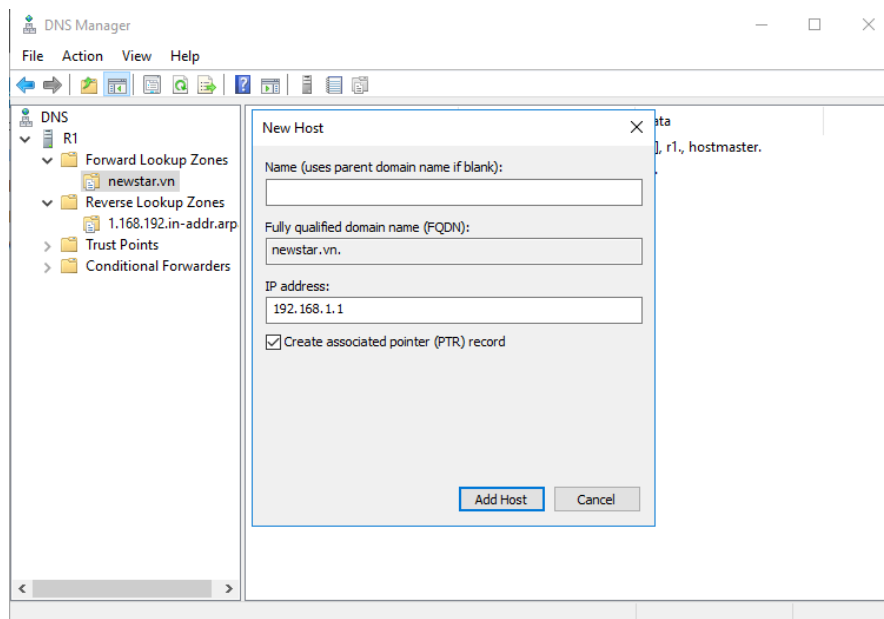 DNS Manager
File Action View Help
DNS
R1
Forward Lookup Zones
newstar.vn
Reverse Lookup Zones
1.168.192.in-addr.arp
Trust Points
Conditional Forwarders
New Host
Name (uses parent domain name if blank):
Fully qualified domain name (FQDN):
newstar.vn.
IP address:
192.168.1.1
Create associated pointer (PTR) record
Add Host Cancel
ata
], r1., hostmaster.
.